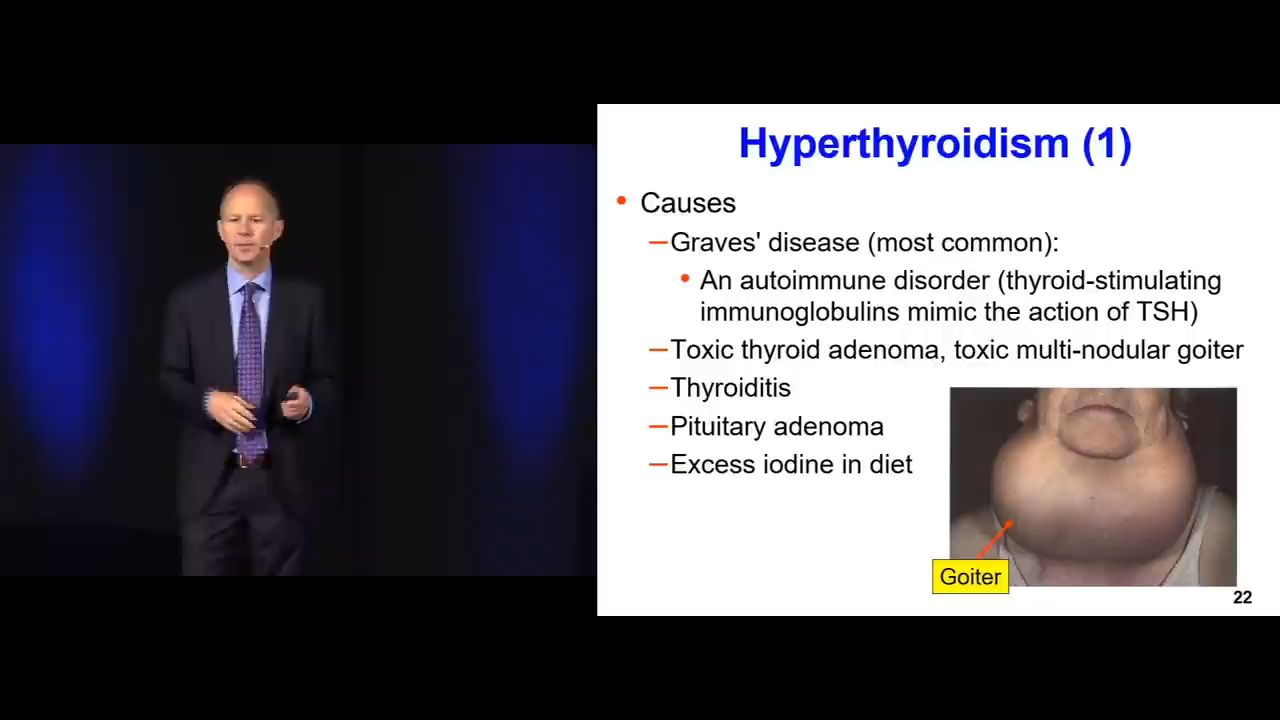 Hyperthyroidism (1)
• Causes
–Graves' disease (most common):
• An autoimmune disorder (thyroid-stimulating
immunoglobulins mimic the action of TSH)
–Toxic thyroid adenoma, toxic multi-nodular goiter
–Thyroiditis
–Pituitary adenoma
–Excess iodine in diet
Goiter
22